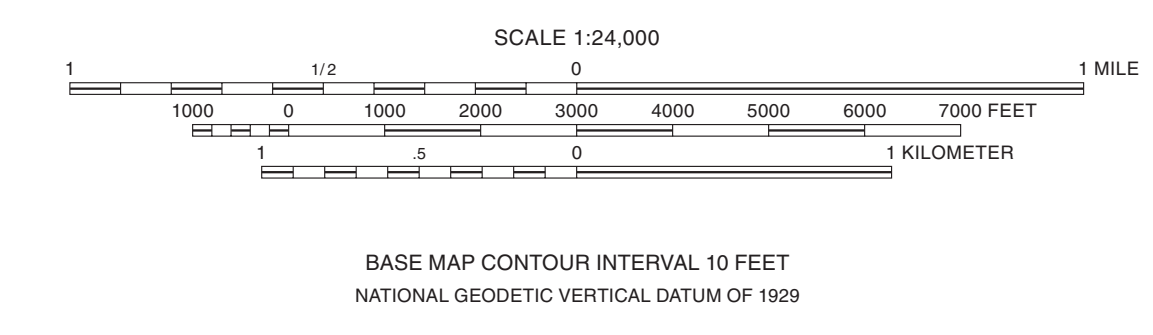 SCALE 1:24,000
1 1/2 0 1 MILE
1000 0 1000 2000 3000 4000 5000 6000 7000 FEET
1 .5 0 1 KILOMETER
BASE MAP CONTOUR INTERVAL 10 FEET
NATIONAL GEODETIC VERTICAL DATUM OF 1929